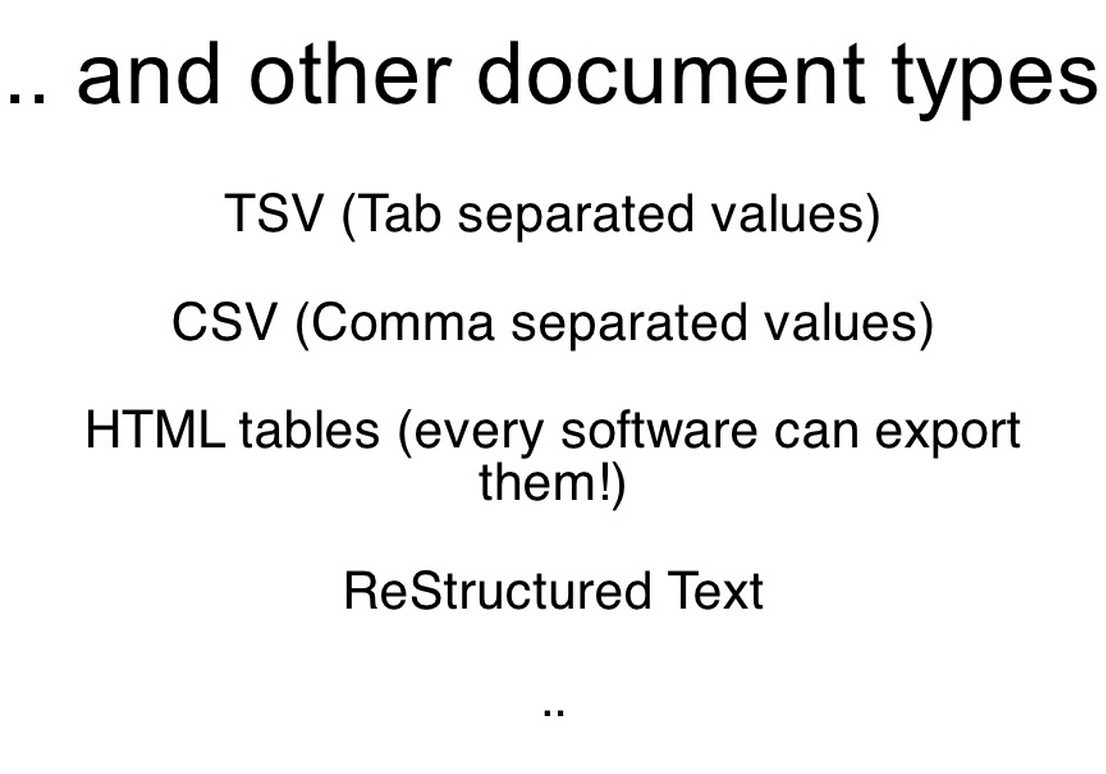 .. and other document types
TSV (Tab separated values)
CSV (Comma separated values)
HTML tables (every software can export
them!)
ReStructured Text
..